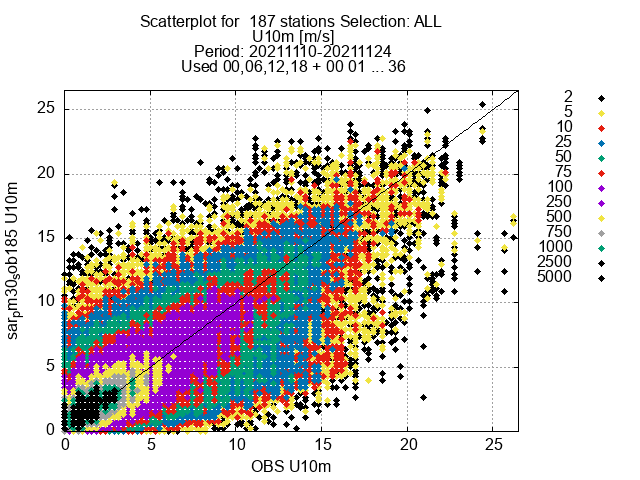 Scatterplot for  187 stations Selection: ALL
U10m [m/s]
Period: 20211110-20211124
Used 00,06,12,18 + 00 01 ... 36
2
5
10
25
50
75
100
250
500
750
1000
2500
5000
sar_pm30_sob185 U10m
25
20
15
10
5
0
0 5 10 15 20 25
OBS U10m